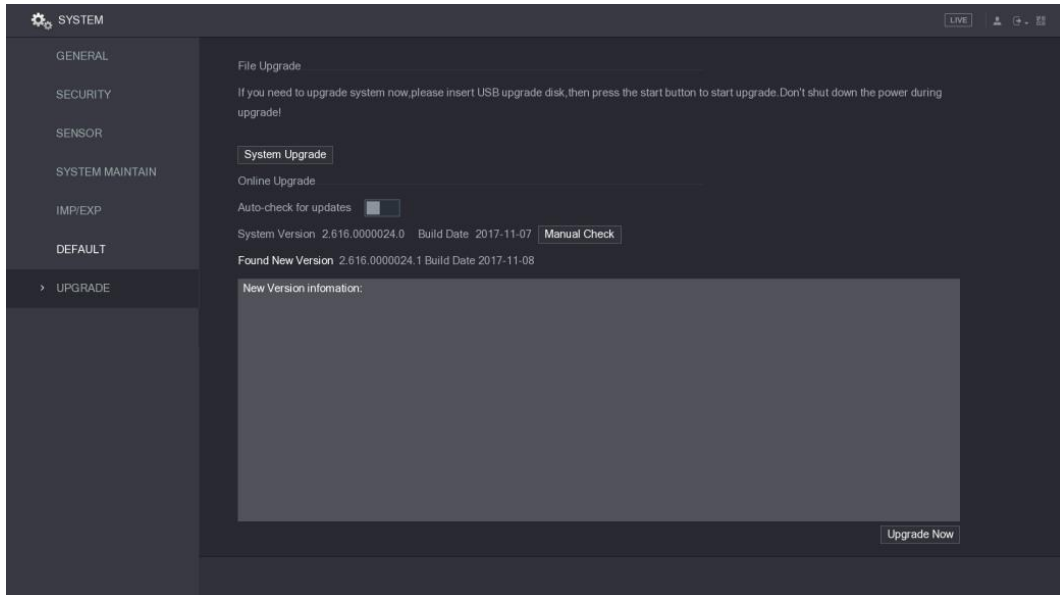 SYSTEM
LIVE
GENERAL
SECURITY
SENSOR
SYSTEM MAINTAIN
IMP/EXP
DEFAULT
UPGRADE
File Upgrade
If you need to upgrade system now,please insert USB upgrade disk,then press the start button to start upgrade.Don't shut down the power during
upgrade!
System Upgrade
Online Upgrade
Auto-check for updates
System Version 2.616.0000024.0 Build Date 2017-11-07 Manual Check
Found New Version 2.616.0000024.1 Build Date 2017-11-08
New Version infomation:
Upgrade Now